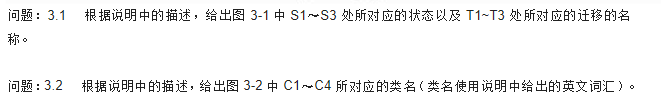 问题：3.1 根据说明中的描述，给出图 3-1 中 S1～S3 处所对应的状态以及 T1~T3 处所对应的迁移的名
称。
问题：3.2 根据说明中的描述，给出图 3-2 中 C1～C4 所对应的类名（类名使用说明中给出的英文词汇）。